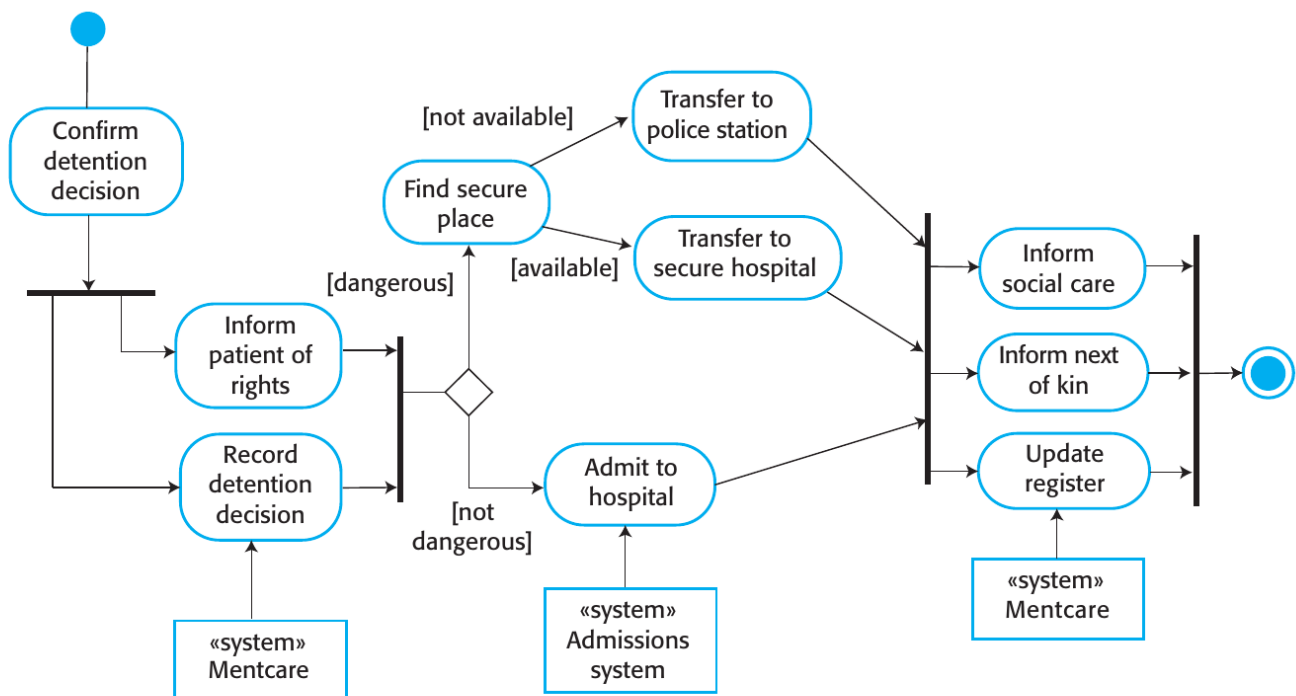 Confirm
detention
decision
Inform
patient of
rights
Record
detention
decision
«system»
Mentcare
[dangerous]
[not
dangerous]
Find secure
place
[not available]
[available]
Transfer to
police station
Transfer to
secure hospital
Admit to
hospital
«system»
Admissions
system
Inform
social care
Inform next
of kin
Update
register
«system»
Mentcare